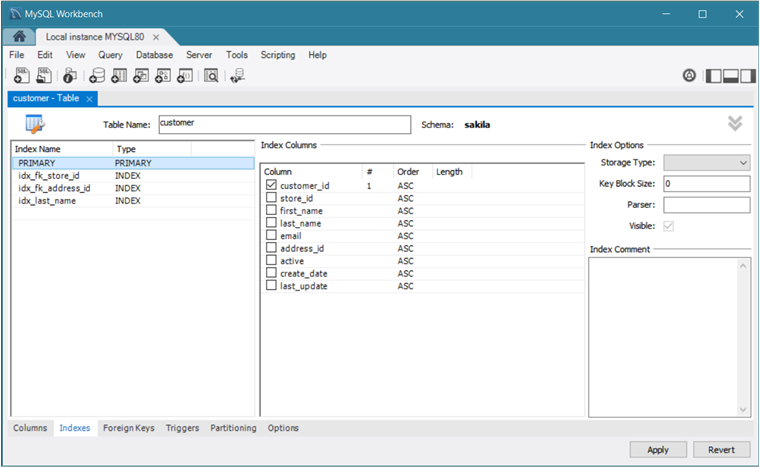 MySQL Workbench
Local instance MYSQL80
File Edit View Query Database Server Tools Scripting Help
customer - Table
Table Name: customer Schema: sakila
Index Name Type
PRIMARY PRIMARY
idx_fk_store_id INDEX
idx_fk_address_id INDEX
idx_last_name INDEX
Index Columns
Column # Order Length
customer_id 1 ASC
store_id ASC
first_name ASC
last_name ASC
email ASC
address_id ASC
active ASC
create_date ASC
last_update ASC
Index Options
Storage Type:
Key Block Size: 0
Parser:
Visible:
Index Comment
Columns Indexes Foreign Keys Triggers Partitioning Options
Apply Revert